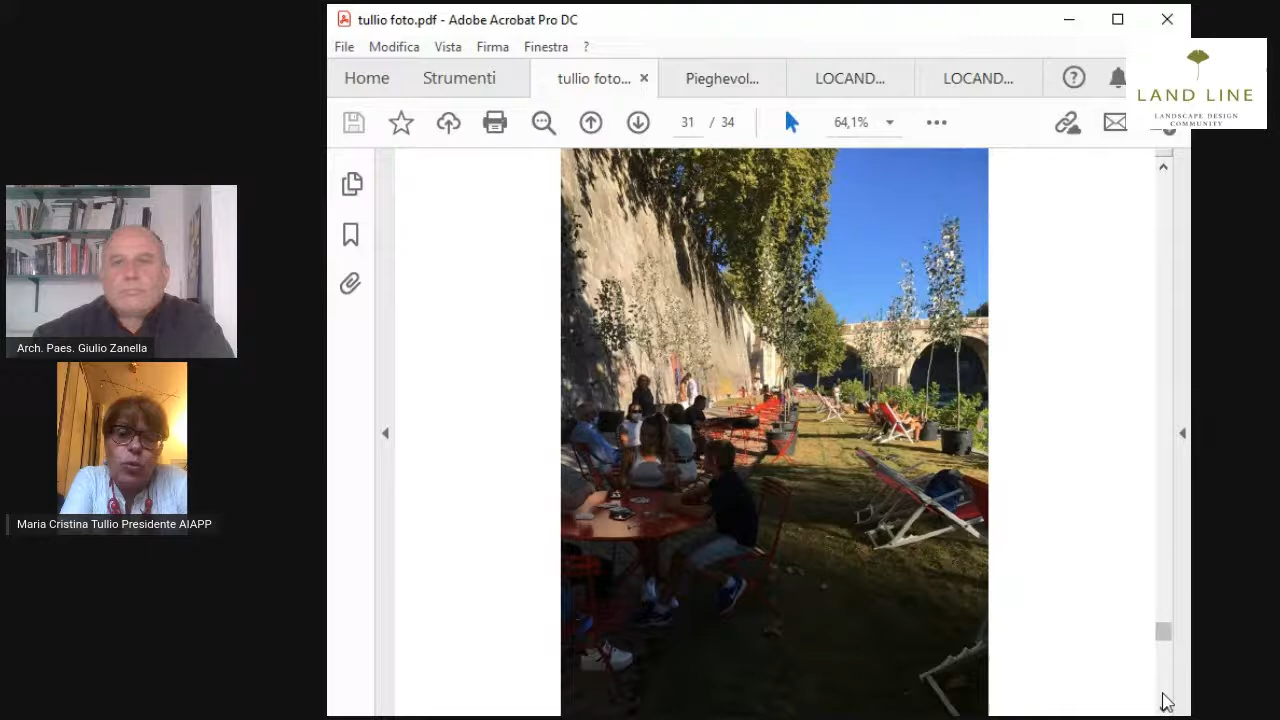 tullio foto.pdf - Adobe Acrobat Pro DC
File Modifica Vista Firma Finestra ?
Home Strumenti tullio foto... × Pieghevol... LOCAND... LOCAND...
31 / 34 64,1%
LAND LINE
LANDSCAPE DESIGN
COMMUNITY
Arch. Paes. Giulio Zanella
Maria Cristina Tullio Presidente AIAPP